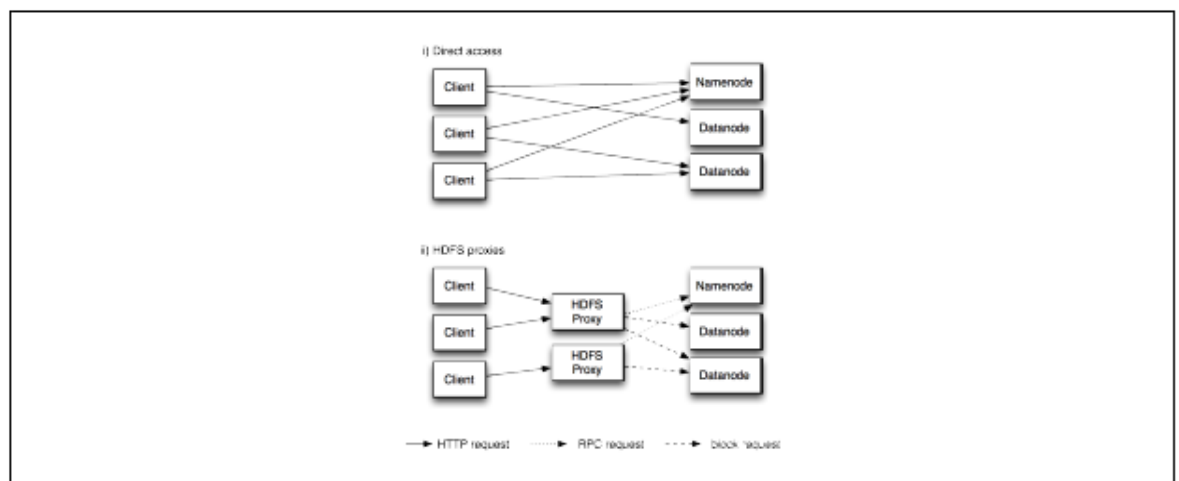 i) Direct access
Client
Client
Client
Namenode
Datanode
Datanode
ii) HDFS proxies
Client
Client
Client
HDFS
Proxy
HDFS
Proxy
Namenode
Datanode
Datanode
HTTP request
RPC request
block request